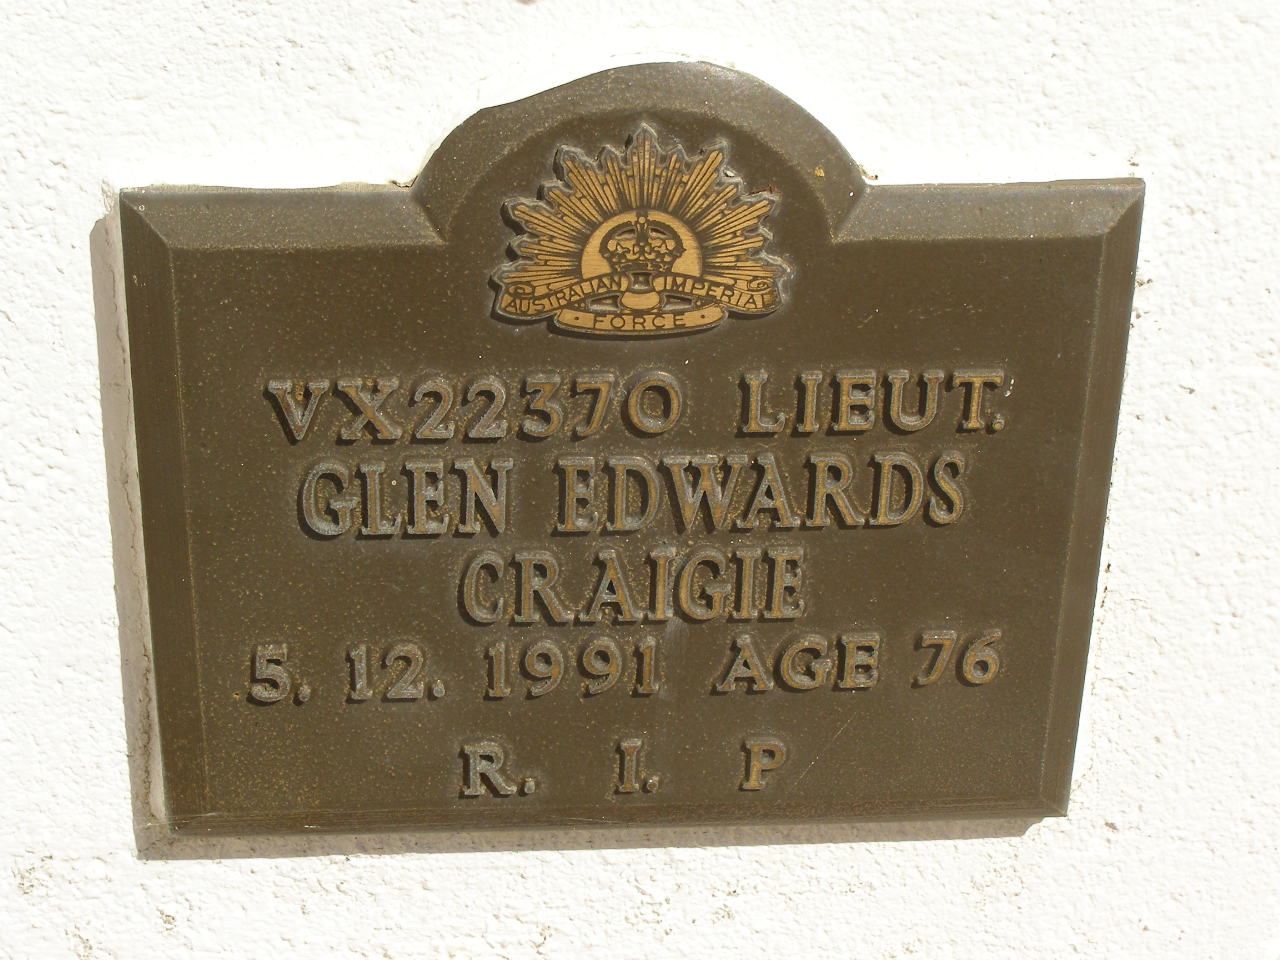 AUSTRALIAN IMPERIAL
FORCE
VX22370 LIEUT.
GLEN EDWARDS
CRAIGIE
5. 12. 1991 AGE 76
R. I. P